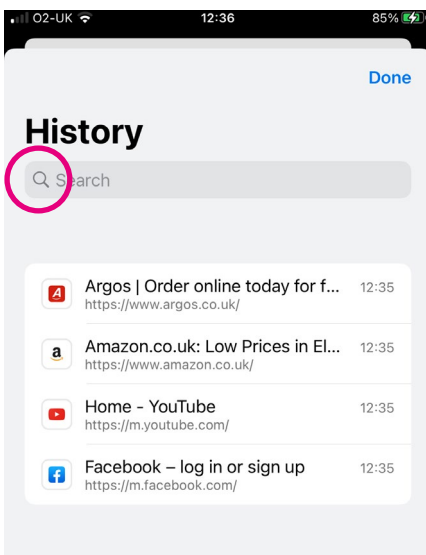 O2-UK 12:36 85%
Done
History
Search
Argos | Order online today for f... 12:35
https://www.argos.co.uk/
Amazon.co.uk: Low Prices in El... 12:35
https://www.amazon.co.uk/
Home - YouTube 12:35
https://m.youtube.com/
Facebook – log in or sign up 12:35
https://m.facebook.com/